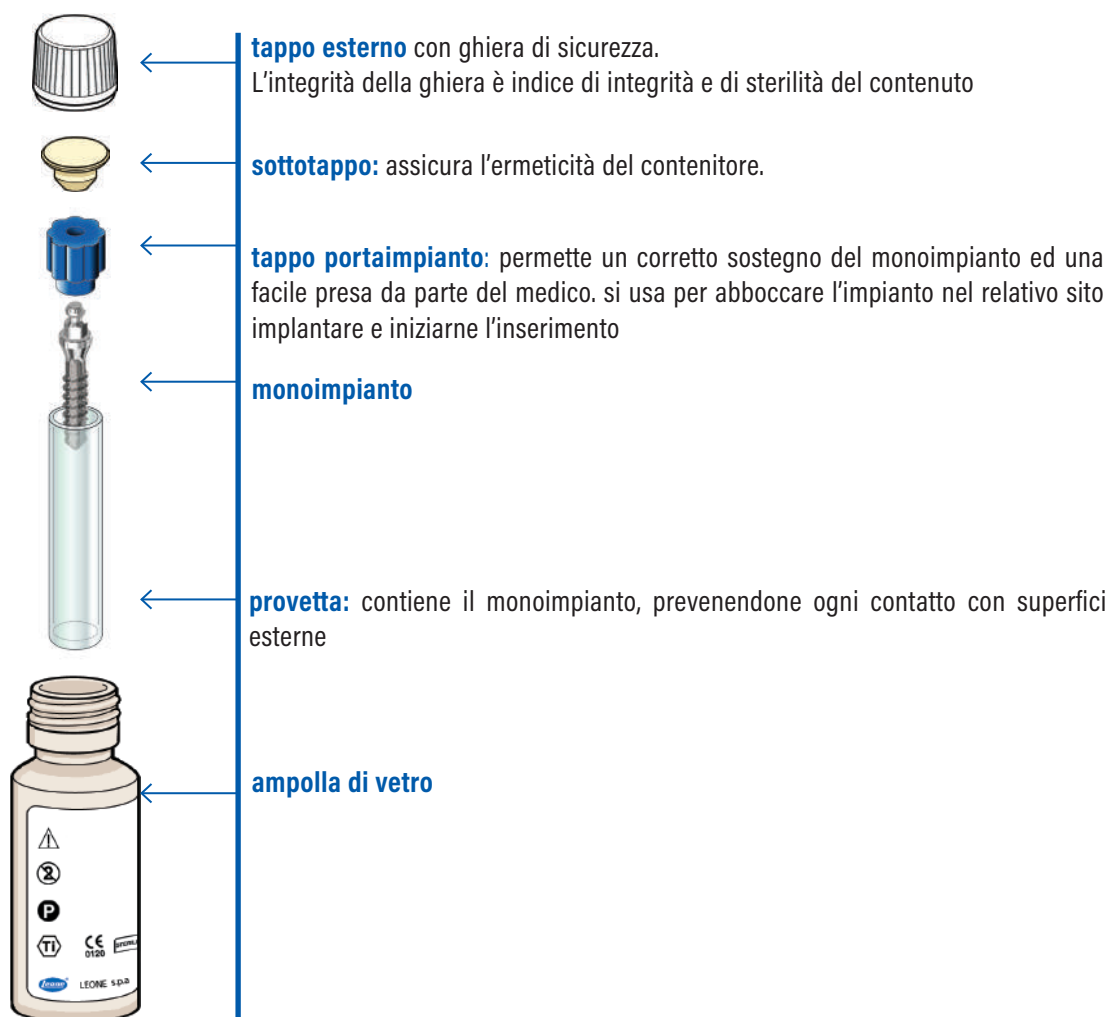 tappo esterno con ghiera di sicurezza.
L'integrità della ghiera è indice di integrità e di sterilità del contenuto
sottotappo: assicura l'ermeticità del contenitore.
tappo portaimpianto: permette un corretto sostegno del monoimpianto ed una
facile presa da parte del medico. si usa per abboccare l'impianto nel relativo sito
implantare e iniziarne l'inserimento
monoimpianto
provetta: contiene il monoimpianto, prevenendone ogni contatto con superfici
esterne
ampolla di vetro
2
P
Ti CE
0120
Leone LEONE s.p.a